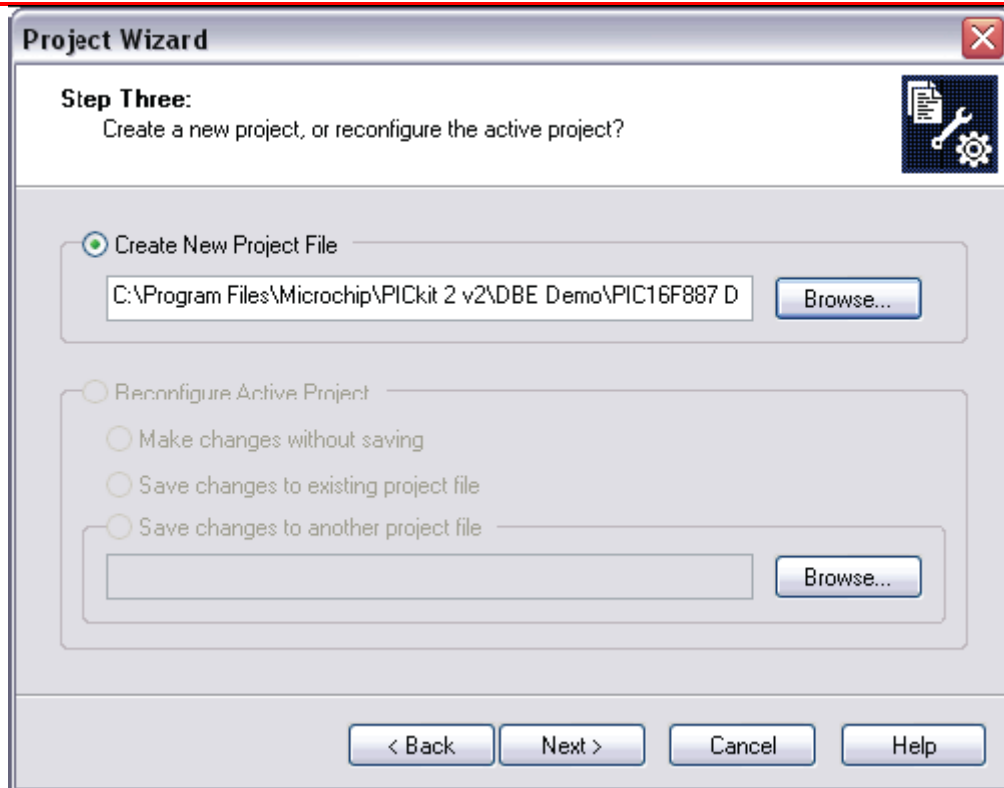 Project Wizard
Step Three:
Create a new project, or reconfigure the active project?
Create New Project File
C:\Program Files\Microchip\PICkit 2 v2\DBE Demo\PIC16F887 D
Browse...
Reconfigure Active Project
Make changes without saving
Save changes to existing project file
Save changes to another project file
Browse...
< Back
Next >
Cancel
Help